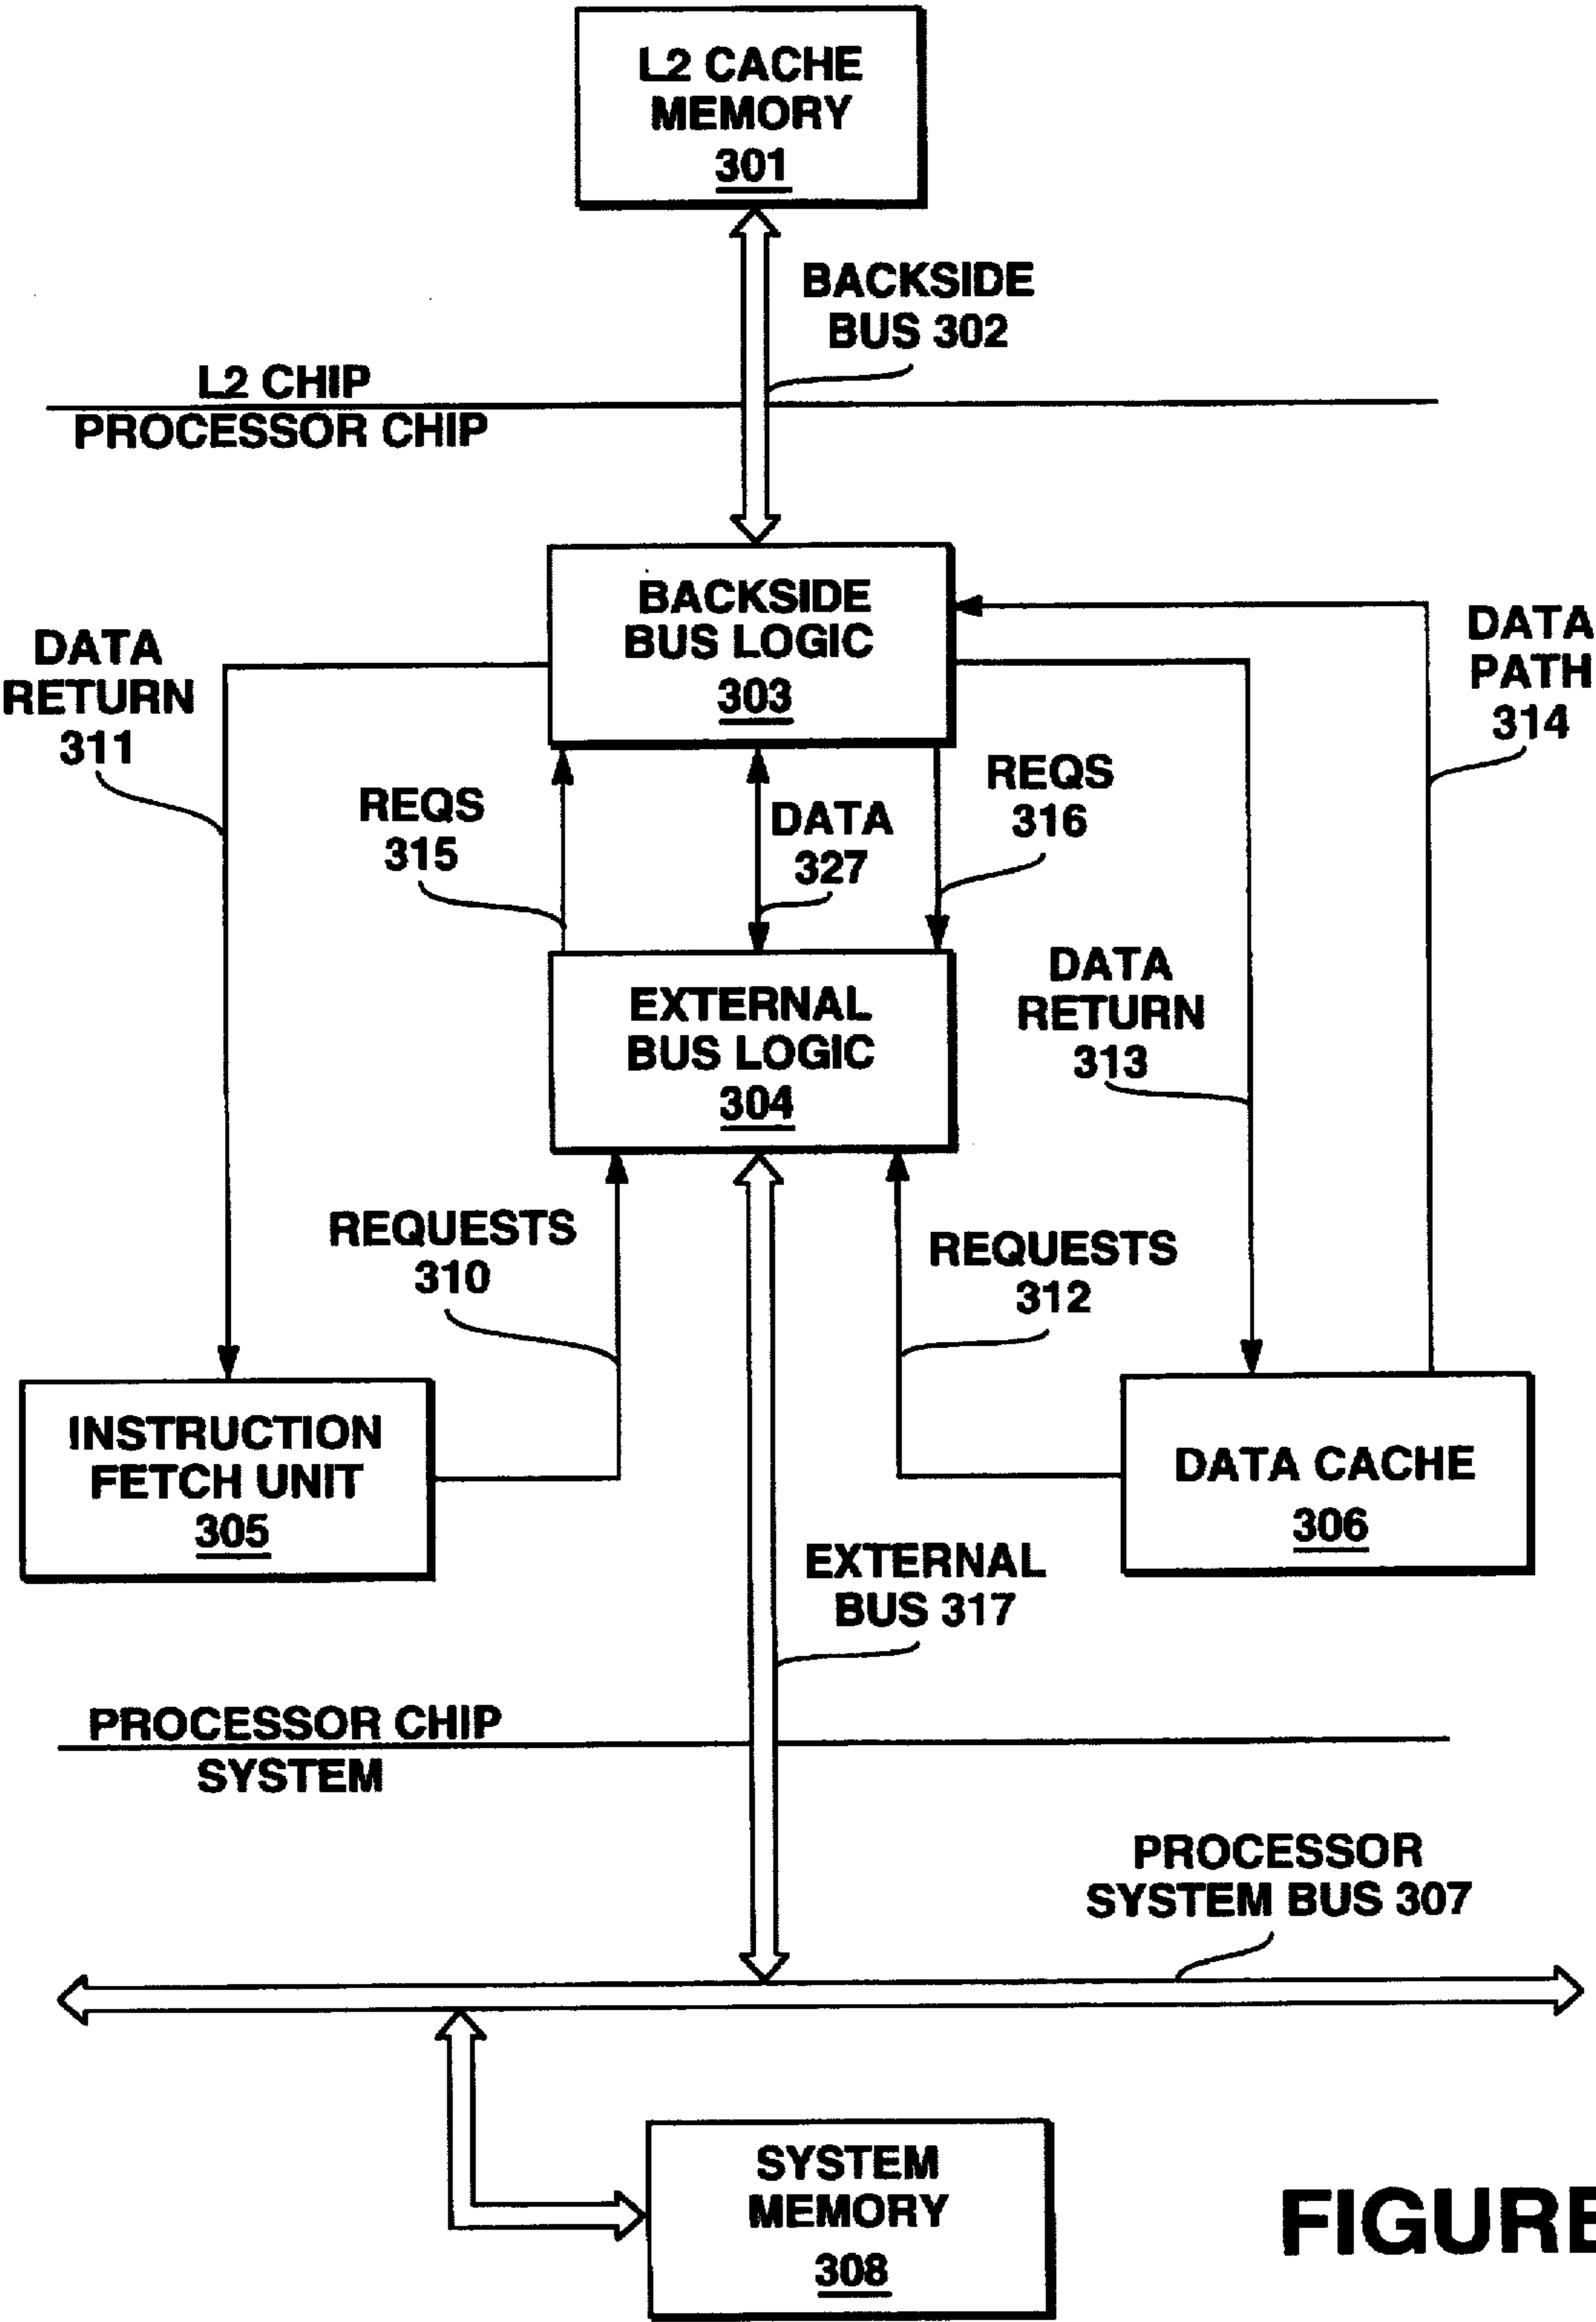 L2 CACHE
MEMORY
301
BACKSIDE
BUS 302
L2 CHIP
PROCESSOR CHIP
BACKSIDE
BUS LOGIC
303
DATA
RETURN
311
DATA
PATH
314
REQS
315
DATA
327
REQS
316
EXTERNAL
BUS LOGIC
304
DATA
RETURN
313
REQUESTS
310
REQUESTS
312
INSTRUCTION
FETCH UNIT
305
DATA CACHE
306
EXTERNAL
BUS 317
PROCESSOR CHIP
SYSTEM
PROCESSOR
SYSTEM BUS 307
SYSTEM
MEMORY
308
FIGURE